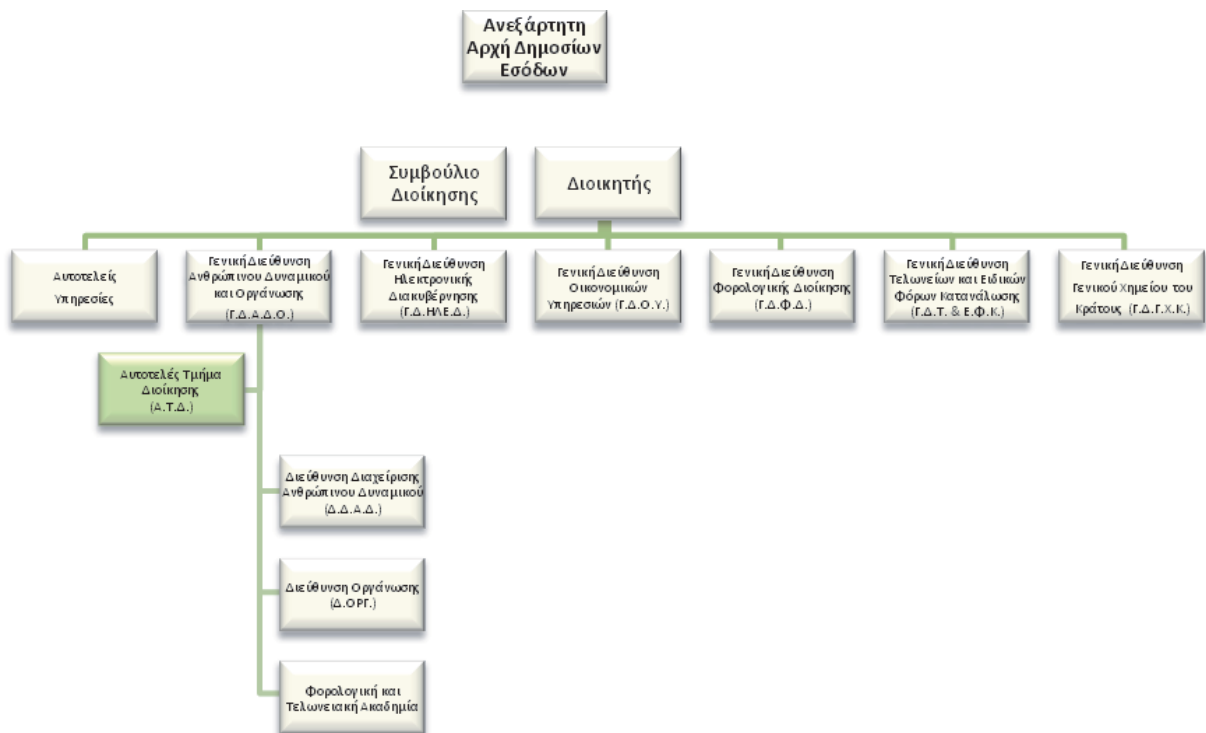 Ανεξάρτητη
Αρχή Δημοσίων
Εσόδων
Συμβούλιο
Διοίκησης
Διοικητής
Αυτοτελείς
Υπηρεσίες
Γενική Διεύθυνση
Ανθρώπινου Δυναμικού
και Οργάνωσης
(Γ.Δ.Α.Δ.Ο.)
Γενική Διεύθυνση
Ηλεκτρονικής
Διακυβέρνησης
(Γ.Δ.ΗΛΕ.Δ.)
Γενική Διεύθυνση
Οικονομικών
Υπηρεσιών (Γ.Δ.Ο.Υ.)
Γενική Διεύθυνση
Φορολογικής Διοίκησης
(Γ.Δ.Φ.Δ.)
Γενική Διεύθυνση
Τελωνείων και Ειδικών
Φόρων Κατανάλωσης
(Γ.Δ.Τ. & Ε.Φ.Κ.)
Γενική Διεύθυνση
Γενικού Χημείου του
Κράτους (Γ.Δ.Γ.Χ.Κ.)
Αυτοτελές Τμήμα
Διοίκησης
(Α.Τ.Δ.)
Διεύθυνση Διαχείρισης
Ανθρώπινου Δυναμικού
(Δ.Δ.Α.Δ.)
Διεύθυνση Οργάνωσης
(Δ.ΟΡΓ.)
Φορολογική και
Τελωνειακή Ακαδημία